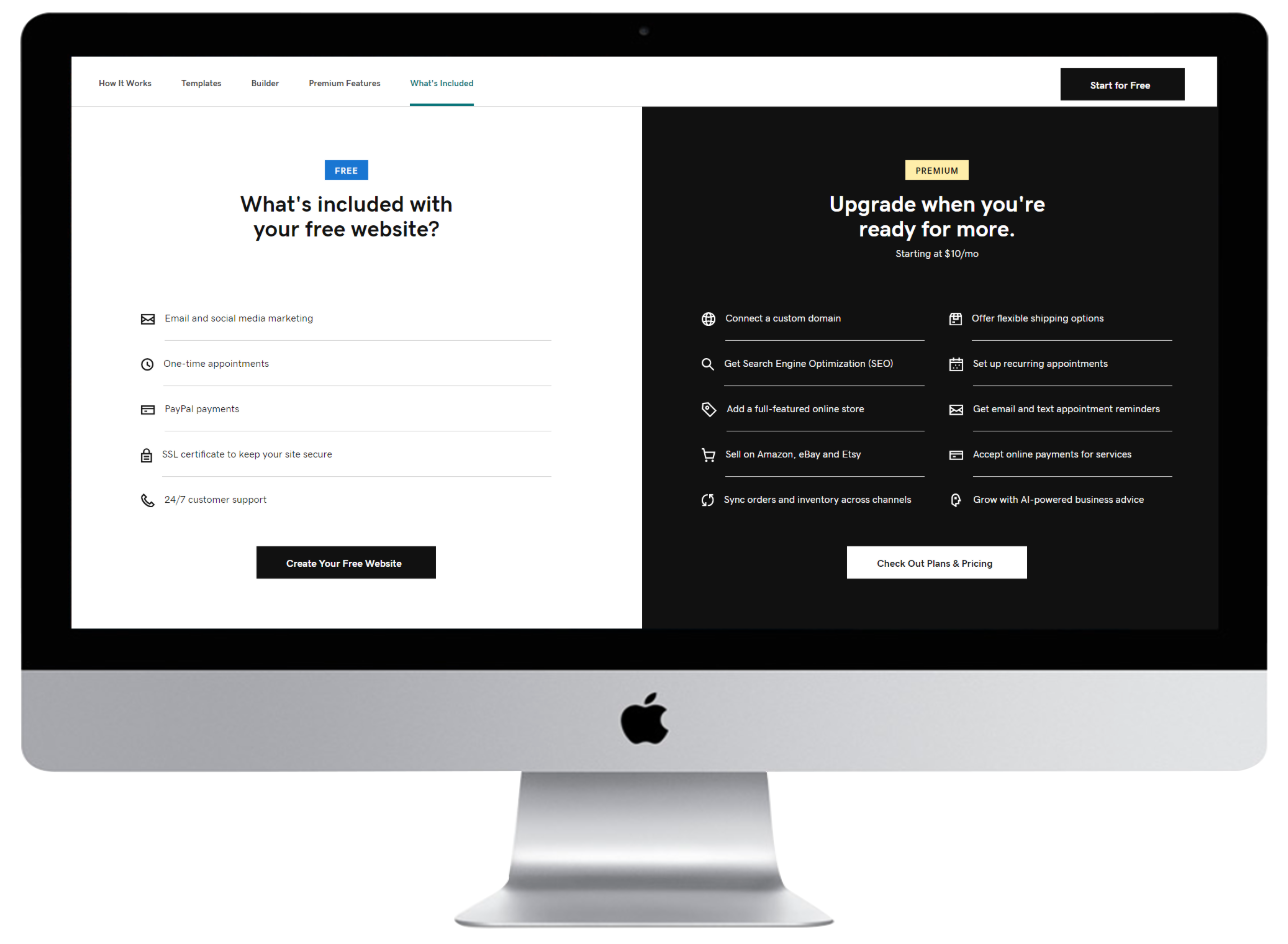 How It Works Templates Builder Premium Features What's Included Start for Free
FREE
What's included with
your free website?
Email and social media marketing
One-time appointments
PayPal payments
SSL certificate to keep your site secure
24/7 customer support
Create Your Free Website
PREMIUM
Upgrade when you're
ready for more.
Starting at $10/mo
Connect a custom domain
Get Search Engine Optimization (SEO)
Add a full-featured online store
Sell on Amazon, eBay and Etsy
Sync orders and inventory across channels
Offer flexible shipping options
Set up recurring appointments
Get email and text appointment reminders
Accept online payments for services
Grow with AI-powered business advice
Check Out Plans & Pricing